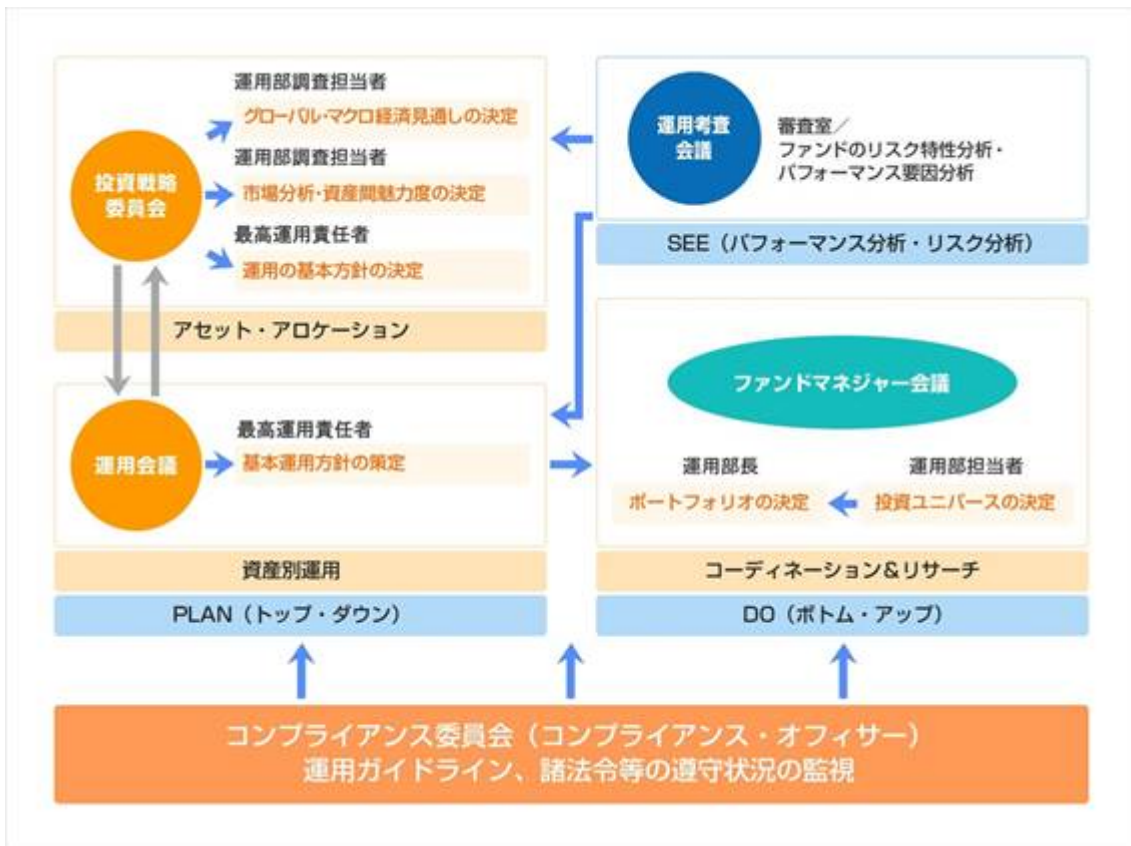 運用部調査担当者
グローバル・マクロ経済見通しの決定
投資戦略
委員会
運用部調査担当者
市場分析・資産間魅力度の決定
最高運用責任者
運用の基本方針の決定
アセット・アロケーション
運用考査
会議
審査室／
ファンドのリスク特性分析・
パフォーマンス要因分析
SEE（パフォーマンス分析・リスク分析）
運用会議
最高運用責任者
基本運用方針の策定
資産別運用
PLAN（トップ・ダウン）
ファンドマネジャー会議
運用部長
ポートフォリオの決定
運用部担当者
投資ユニバースの決定
コーディネーション&リサーチ
DO（ボトム・アップ）
コンプライアンス委員会（コンプライアンス・オフィサー）
運用ガイドライン、諸法令等の遵守状況の監視